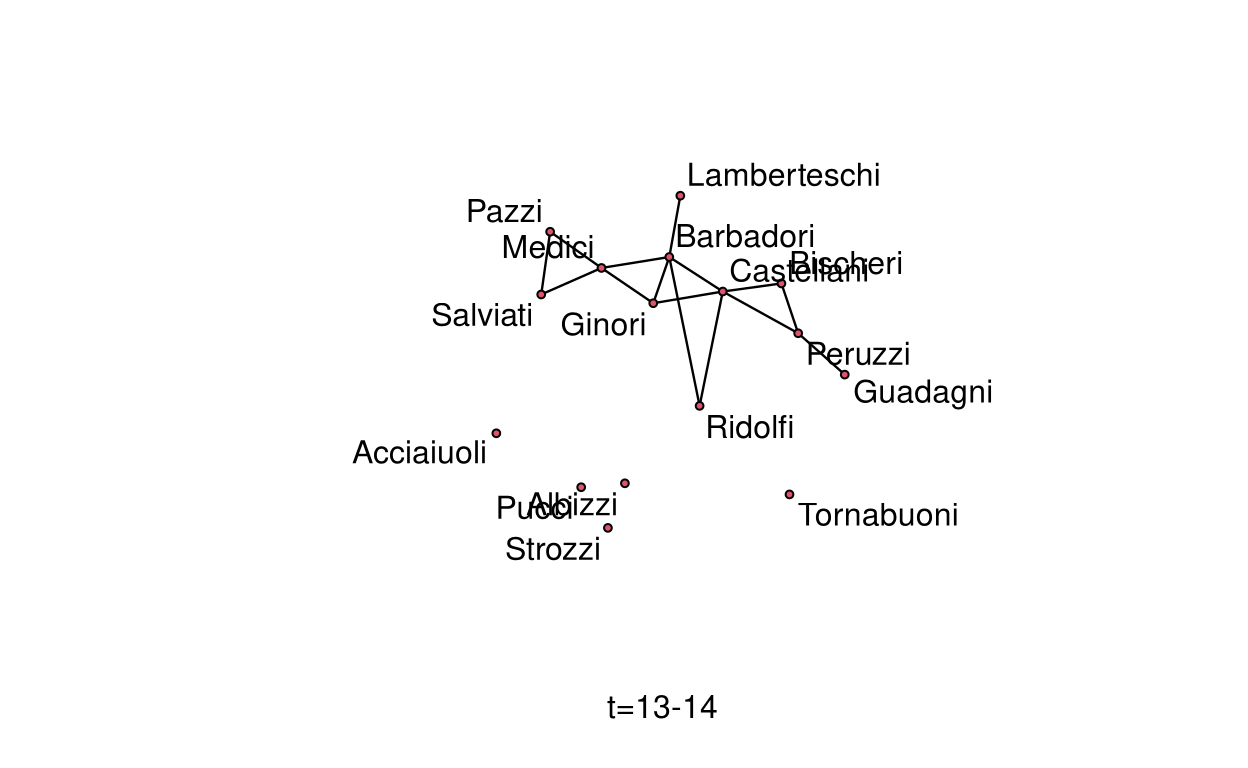 Lamberteschi
Pazzi
Barbadori
Medici
Bischeri
Castellani
Salviati
Ginori
Peruzzi
Guadagni
Ridolfi
Acciaiuoli
Albizzi
Pucci
Tornabuoni
Strozzi
t=13-14